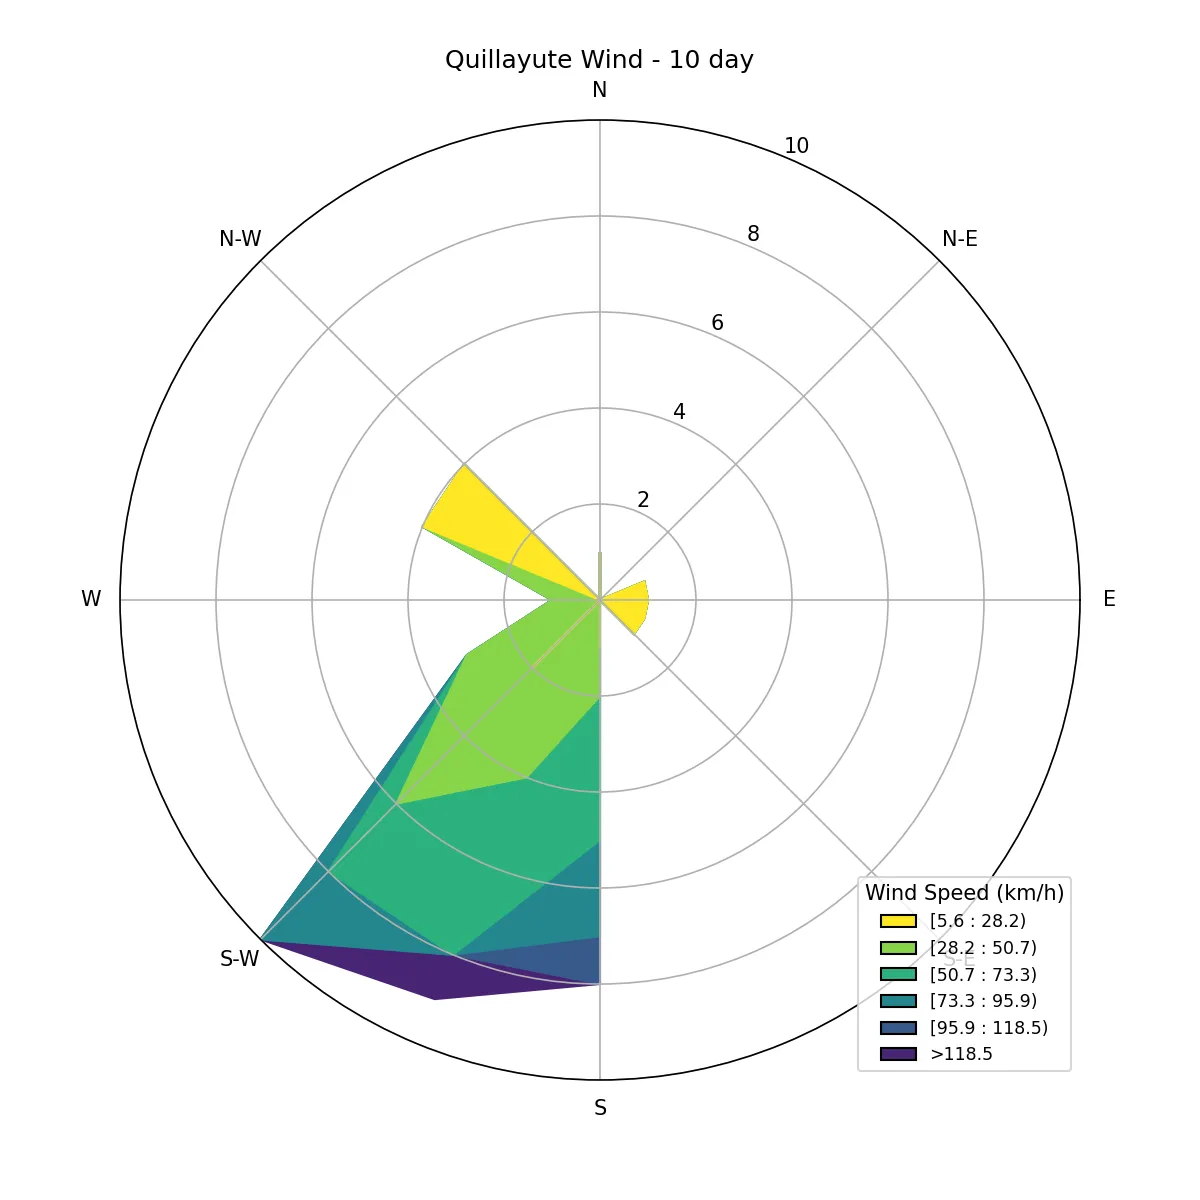 Quillayute Wind - 10 day
N
10
N-W
N-E
8
6
4
2
W
E
Wind Speed (km/h)
[5.6 : 28.2)
[28.2 : 50.7)
S-W
S-E
[50.7 : 73.3)
[73.3 : 95.9)
[95.9 : 118.5)
>118.5
S